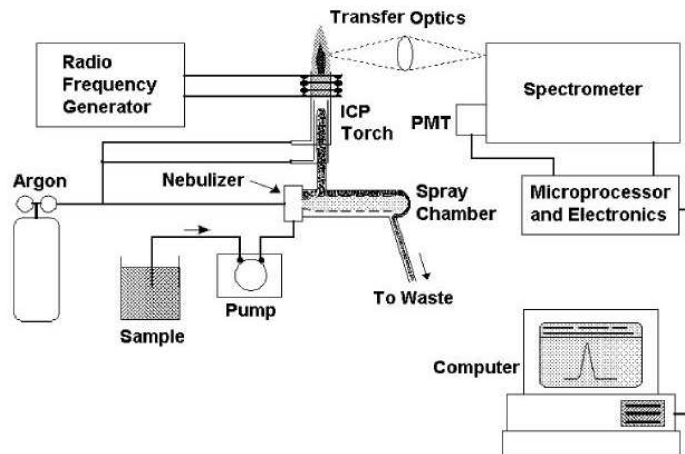 Transfer Optics
Radio
Frequency
Generator
ICP
Torch
PMT
Spectrometer
Argon
Nebulizer
Spray
Chamber
Microprocessor
and Electronics
Sample
Pump
To Waste
Computer